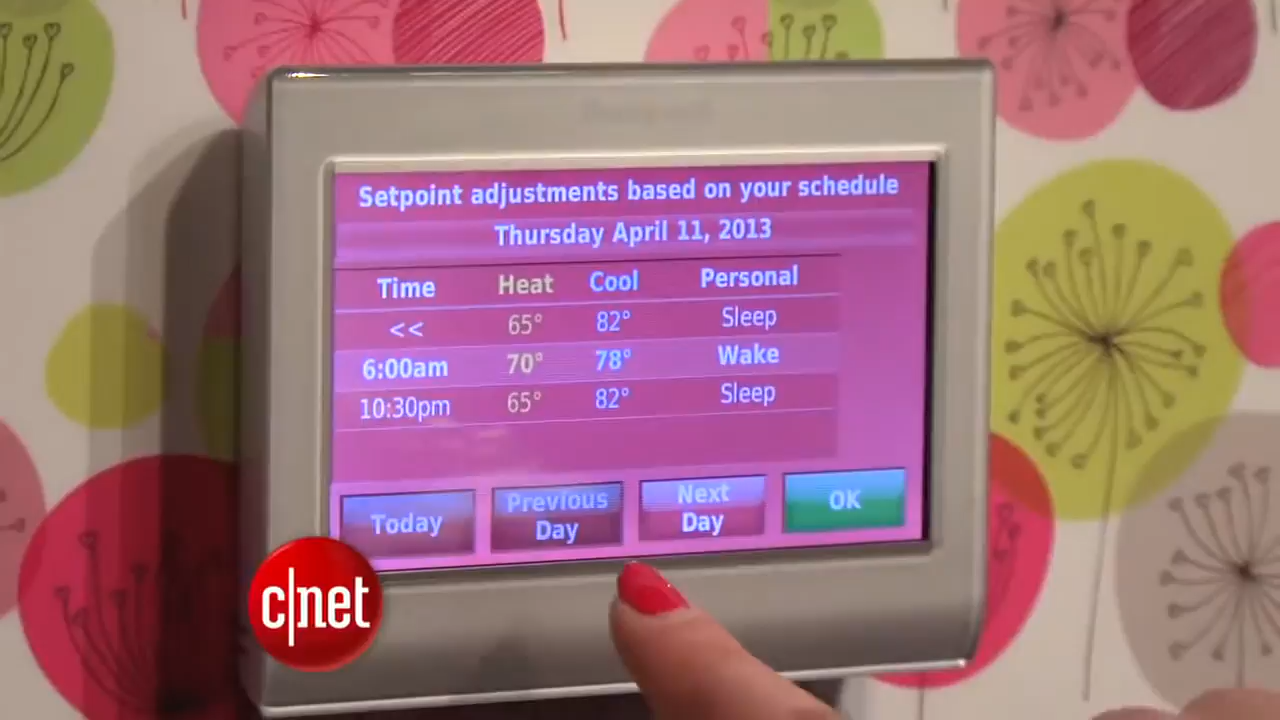 Setpoint adjustments based on your schedule
Thursday April 11, 2013
Time Heat Cool Personal
<< 65° 82° Sleep
6:00am 70° 78° Wake
10:30pm 65° 82° Sleep
Today Previous Day Next Day OK
c|net